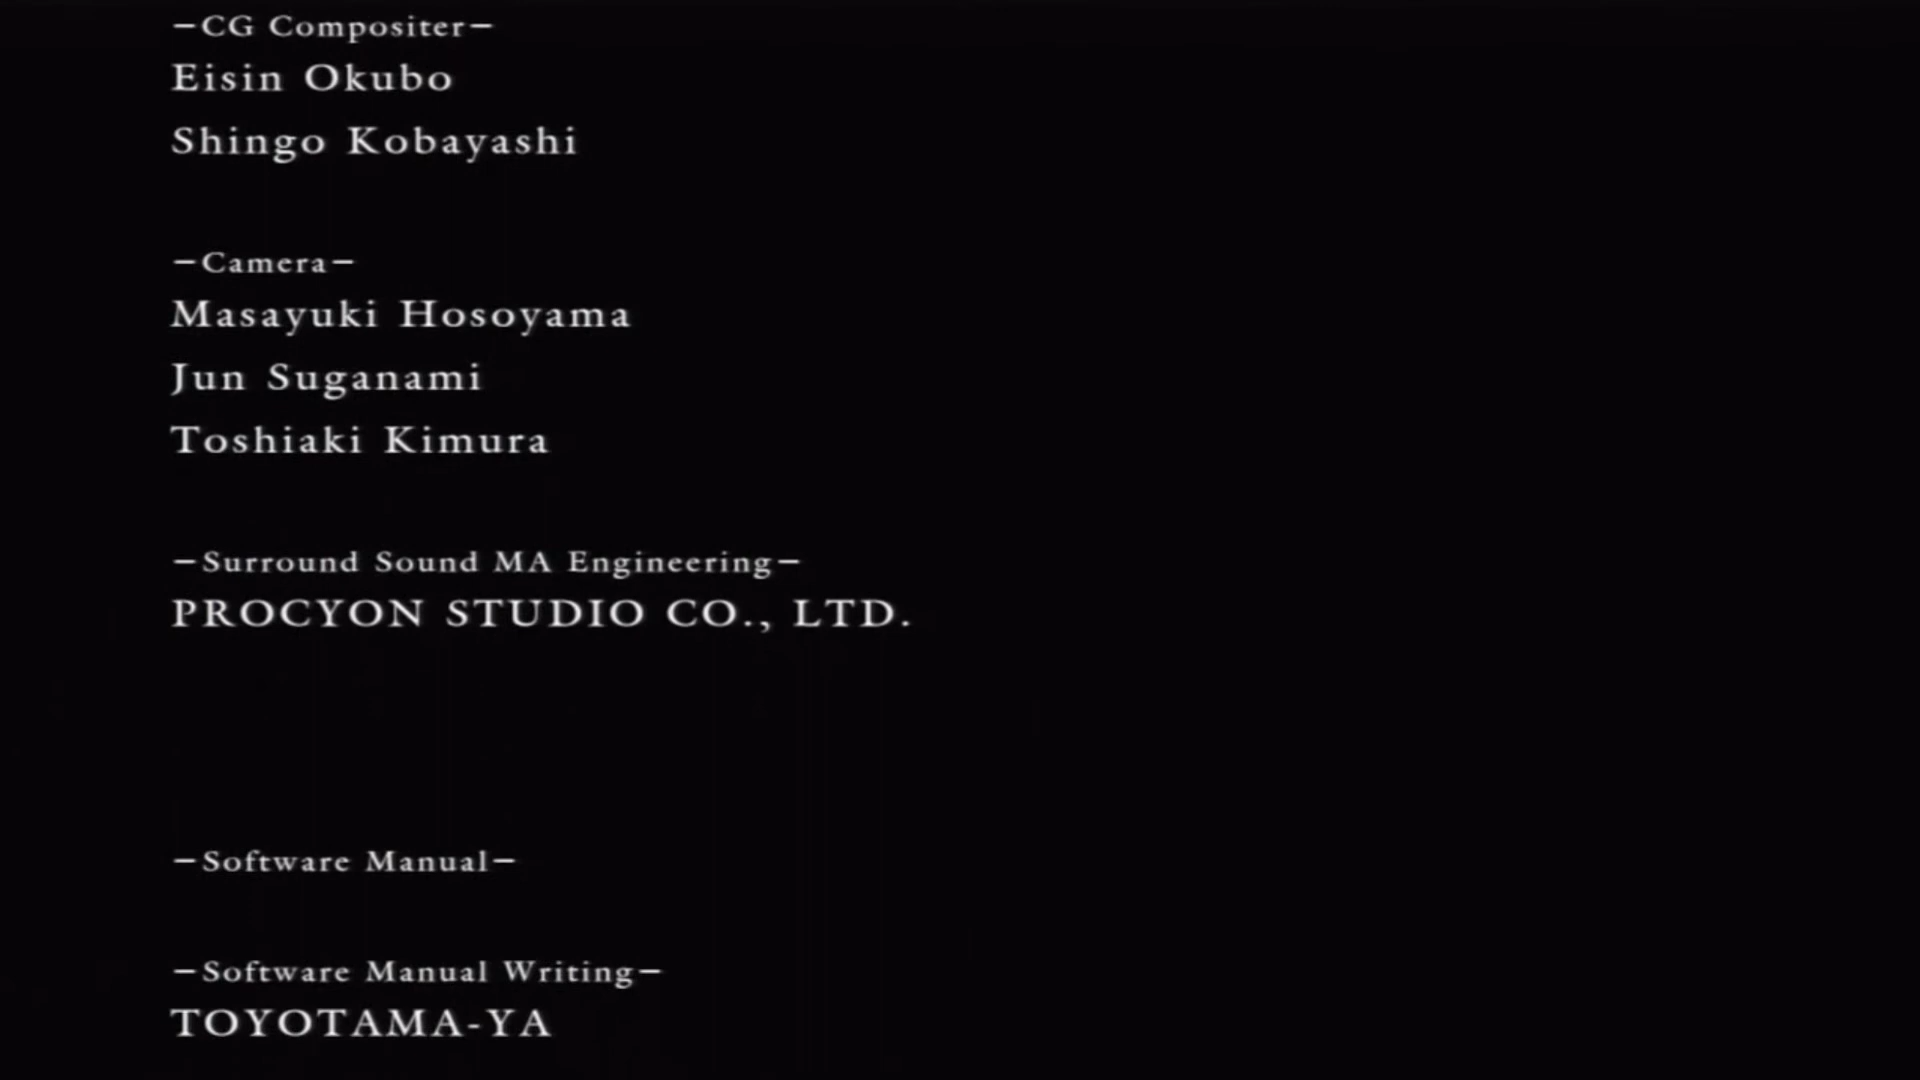 —CG Compositer—
Eisin Okubo
Shingo Kobayashi
—Camera—
Masayuki Hosoyama
Jun Suganami
Toshiaki Kimura
—Surround Sound MA Engineering—
PROCYON STUDIO CO., LTD.
—Software Manual—
—Software Manual Writing—
TOYOTAMA-YA